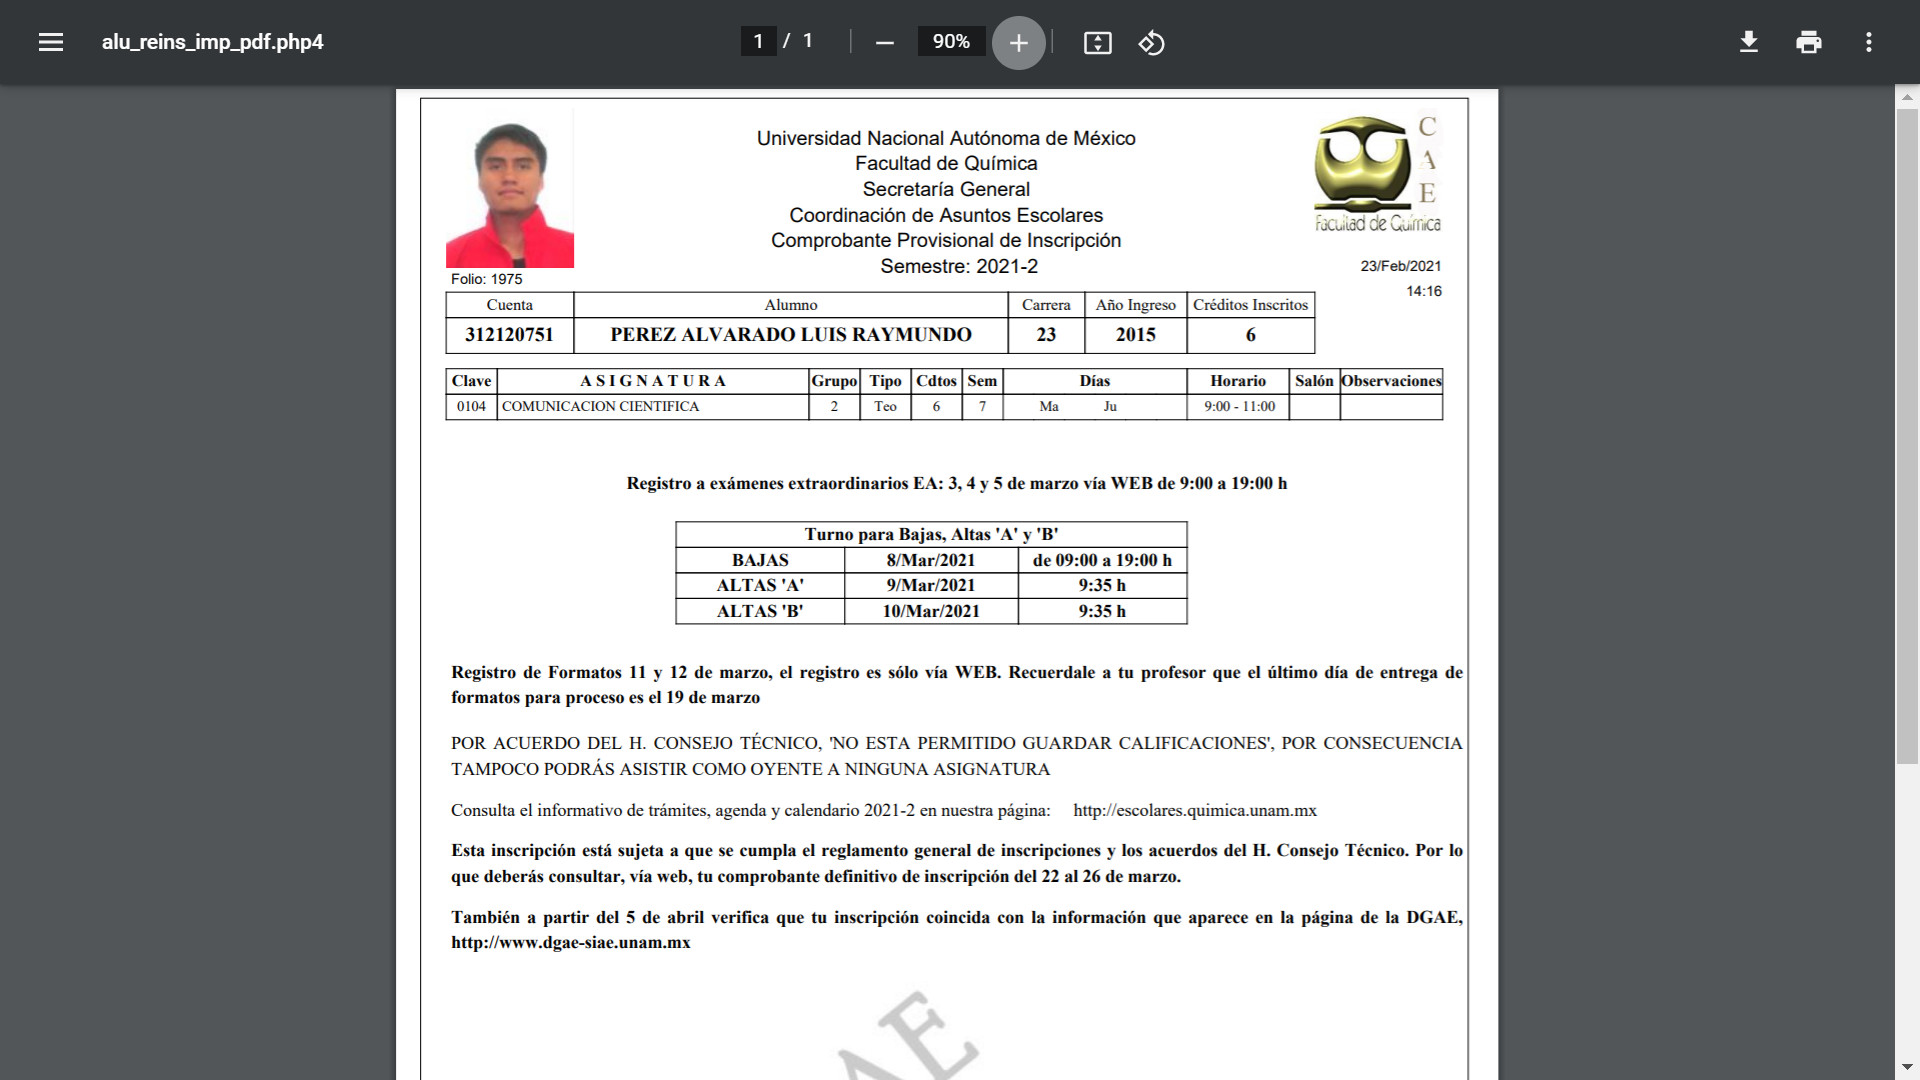 alu_reins_imp_pdf.php4
1 / 1
90%
Universidad Nacional Autónoma de México
Facultad de Química
Secretaría General
Coordinación de Asuntos Escolares
Comprobante Provisional de Inscripción
Semestre: 2021-2
C
A
E
Facultad de Química
23/Feb/2021
14:16
Folio: 1975
Cuenta Alumno Carrera Año Ingreso Créditos Inscritos
312120751 PEREZ ALVARADO LUIS RAYMUNDO 23 2015 6
Clave A S I G N A T U R A Grupo Tipo Cdtos Sem Días Horario Salón Observaciones
0104 COMUNICACION CIENTIFICA 2 Teo 6 7 Ma Ju 9:00 - 11:00
Registro a exámenes extraordinarios EA: 3, 4 y 5 de marzo vía WEB de 9:00 a 19:00 h
Turno para Bajas, Altas 'A' y 'B'
BAJAS 8/Mar/2021 de 09:00 a 19:00 h
ALTAS 'A' 9/Mar/2021 9:35 h
ALTAS 'B' 10/Mar/2021 9:35 h
Registro de Formatos 11 y 12 de marzo, el registro es sólo vía WEB. Recuerdale a tu profesor que el último día de entrega de
formatos para proceso es el 19 de marzo
POR ACUERDO DEL H. CONSEJO TÉCNICO, 'NO ESTA PERMITIDO GUARDAR CALIFICACIONES', POR CONSECUENCIA
TAMPOCO PODRÁS ASISTIR COMO OYENTE A NINGUNA ASIGNATURA
Consulta el informativo de trámites, agenda y calendario 2021-2 en nuestra página: http://escolares.quimica.unam.mx
Esta inscripción está sujeta a que se cumpla el reglamento general de inscripciones y los acuerdos del H. Consejo Técnico. Por lo
que deberás consultar, vía web, tu comprobante definitivo de inscripción del 22 al 26 de marzo.
También a partir del 5 de abril verifica que tu inscripción coincida con la información que aparece en la página de la DGAE,
http://www.dgae-siae.unam.mx
AE